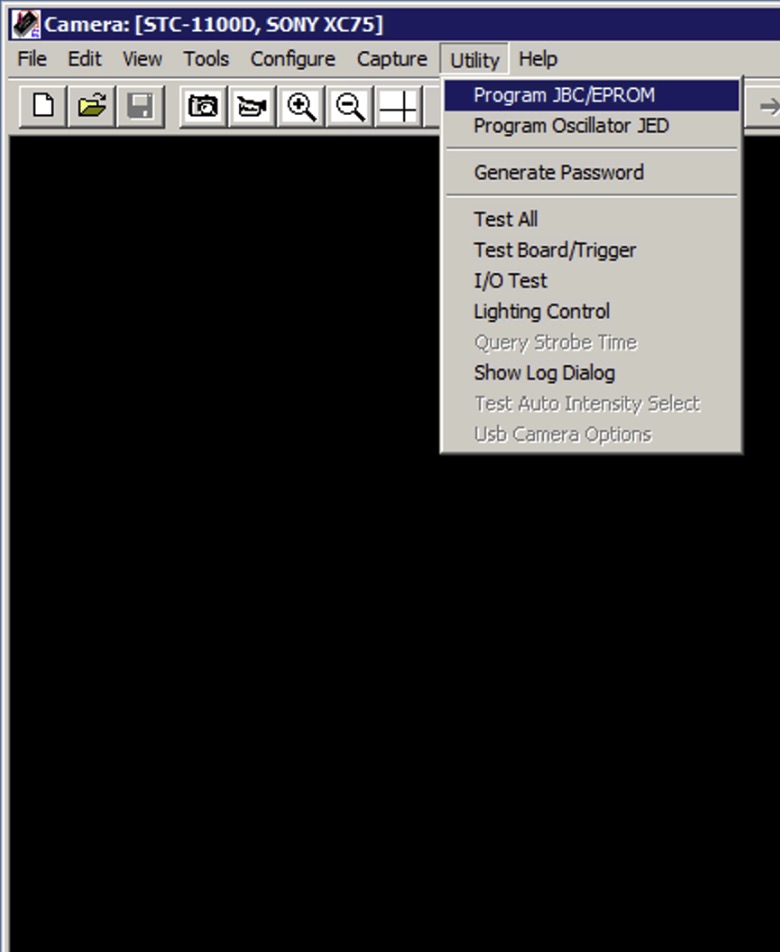 Camera: [STC-1100D, SONY XC75]
File Edit View Tools Configure Capture Utility Help
Program JBC/EPROM
Program Oscillator JED
Generate Password
Test All
Test Board/Trigger
I/O Test
Lighting Control
Query Strobe Time
Show Log Dialog
Test Auto Intensity Select
Usb Camera Options